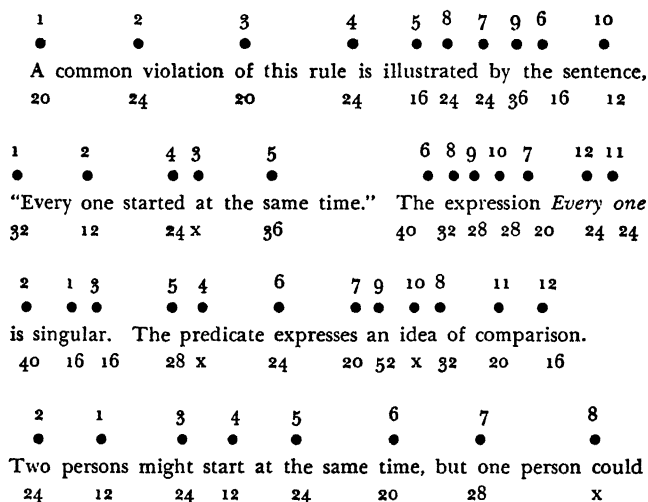 1 2 3 4 5 8 7 9 6 10
A common violation of this rule is illustrated by the sentence,
20 24 20 24 16 24 24 36 16 12
1 2 4 3 5 6 8 9 10 7 12 11
"Every one started at the same time." The expression Every one
32 12 24 x 36 40 32 28 28 20 24 24
2 1 3 5 4 6 7 9 10 8 11 12
is singular. The predicate expresses an idea of comparison.
40 16 16 28 x 24 20 52 x 32 20 16
2 1 3 4 5 6 7 8
Two persons might start at the same time, but one person could
24 12 24 12 24 20 28 x